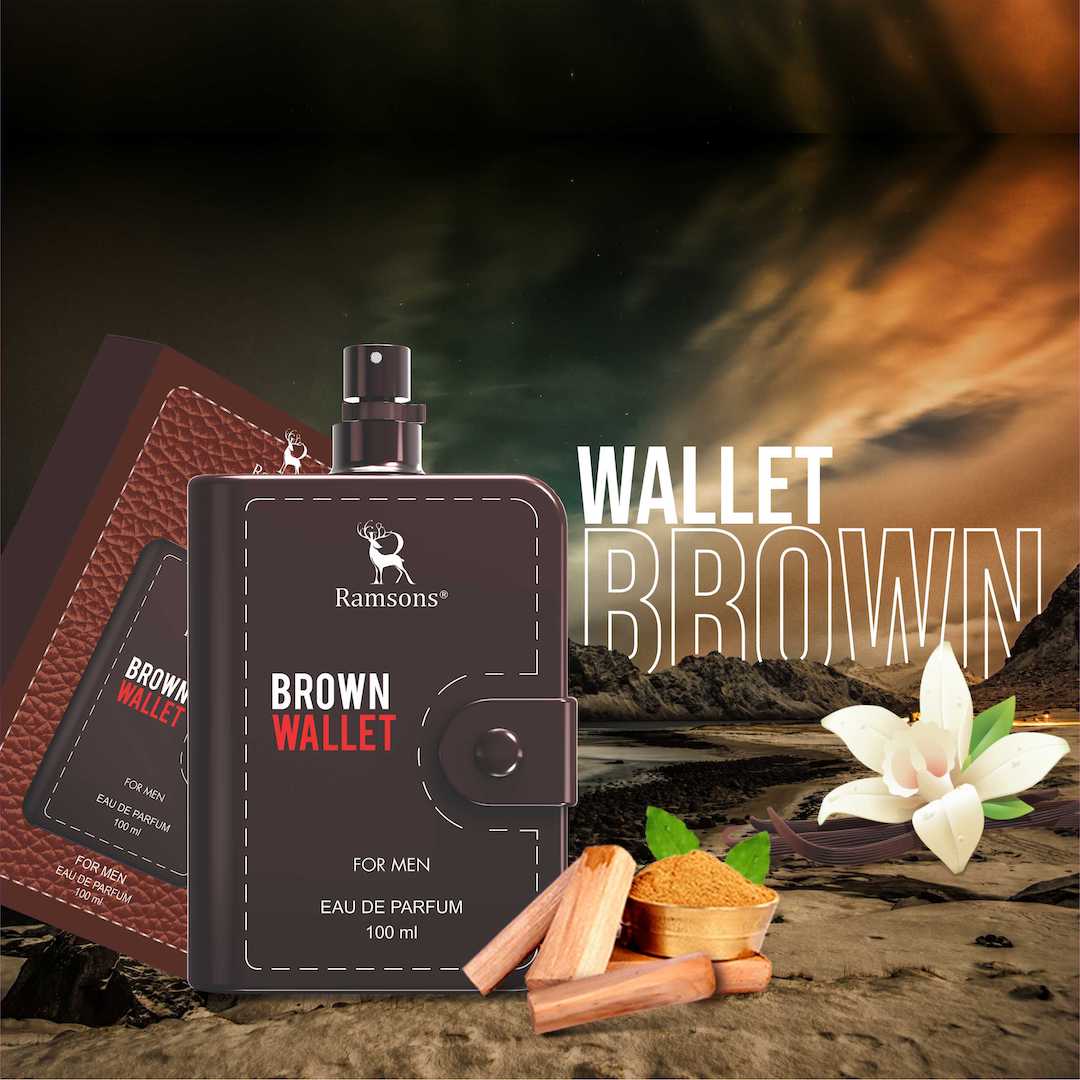 WALLET
BROWN
Ramsons®
BROWN
WALLET
FOR MEN
EAU DE PARFUM
100 ml
BROWN
WALLET
FOR MEN
EAU DE PARFUM
100 ml
FOR MEN
EAU DE PARFUM
100 ml